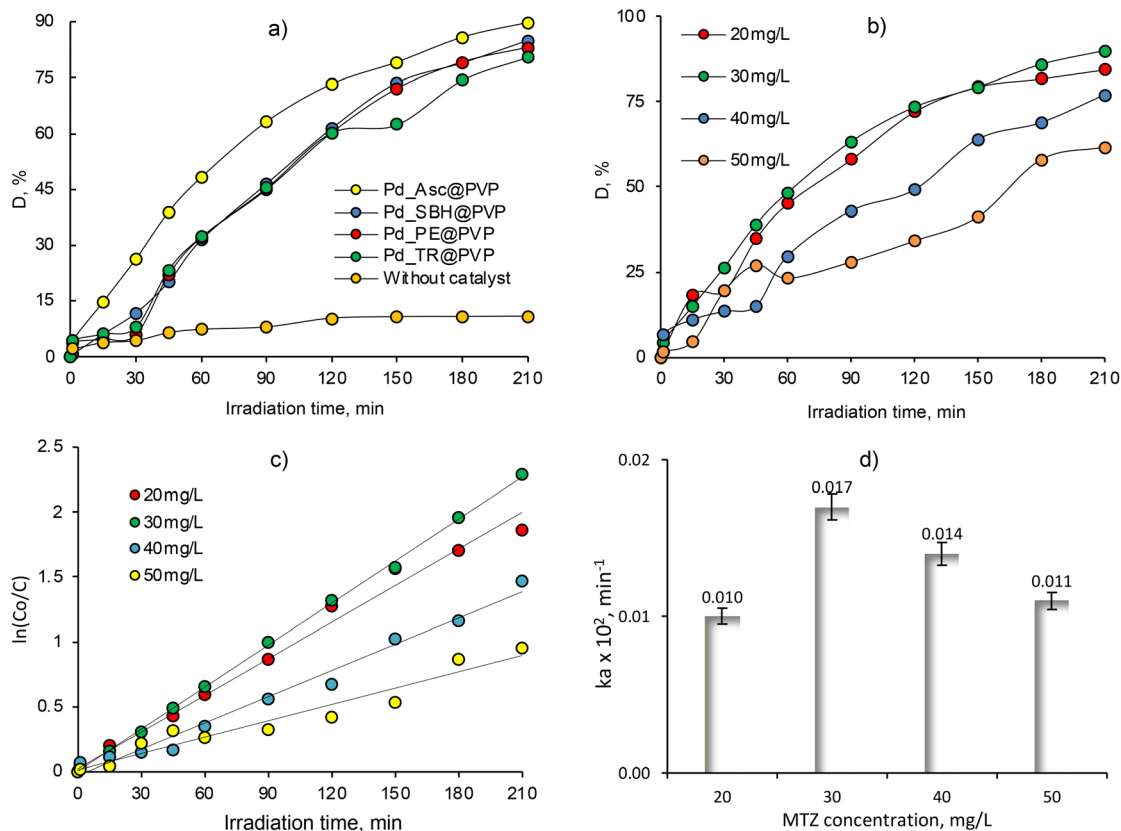 a)
D, %
90
75
60
45
30
15
0
Pd_Asc@PVP
Pd_SBH@PVP
Pd_PE@PVP
Pd_TR@PVP
Without catalyst
0 30 60 90 120 150 180 210
Irradiation time, min
b)
D, %
100
75
50
25
0
20mg/L
30mg/L
40mg/L
50mg/L
0 30 60 90 120 150 180 210
Irradiation time, min
c)
ln(Co/C)
2.5
2
1.5
1
0.5
0
20mg/L
30mg/L
40mg/L
50mg/L
0 30 60 90 120 150 180 210
Irradiation time, min
d)
ka x 10², min⁻¹
0.02
0.01
0.00
0.010
0.017
0.014
0.011
20 30 40 50
MTZ concentration, mg/L